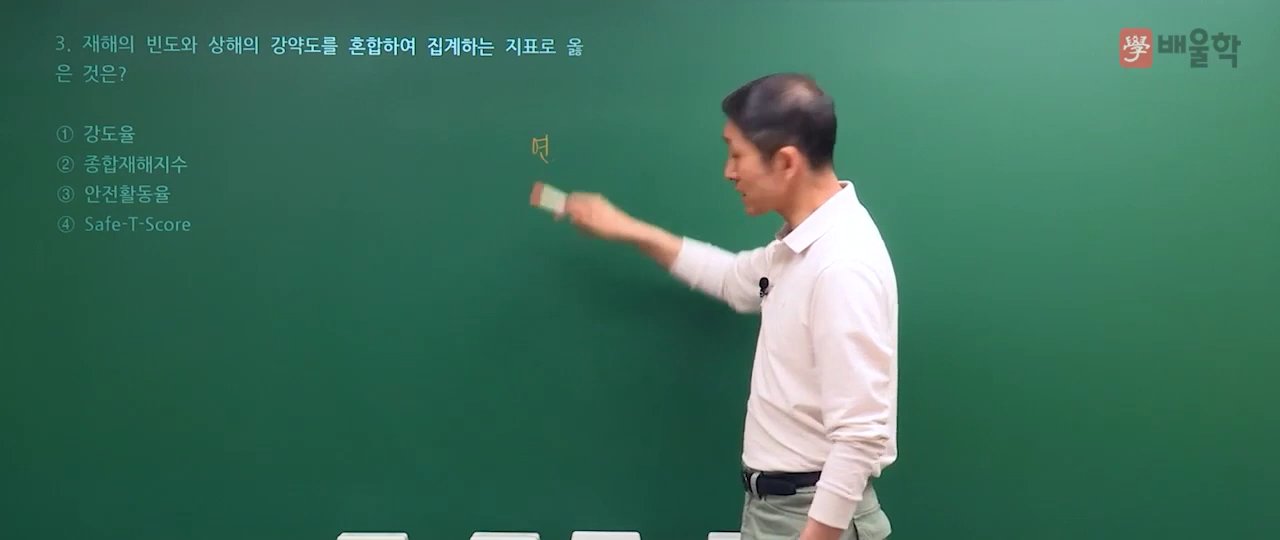 3. 재해의 빈도와 상해의 강약도를 혼합하여 집계하는 지표로 옳
은 것은?
① 강도율
② 종합재해지수
③ 안전활동율
④ Safe-T-Score
면
學 배울학